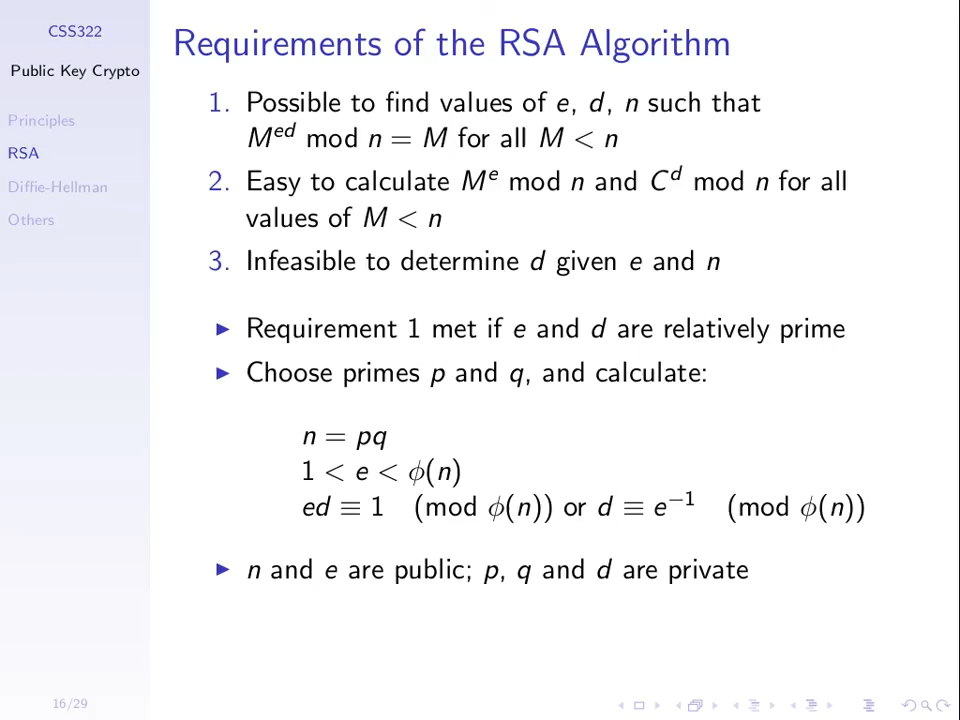 CSS322
Public Key Crypto
Principles
RSA
Diffie-Hellman
Others
16/29
Requirements of the RSA Algorithm
1. Possible to find values of e, d, n such that
M^{ed} mod n = M for all M < n
2. Easy to calculate M^e mod n and C^d mod n for all
values of M < n
3. Infeasible to determine d given e and n
▶ Requirement 1 met if e and d are relatively prime
▶ Choose primes p and q, and calculate:
n = pq
1 < e < ϕ(n)
ed ≡ 1 (mod ϕ(n)) or d ≡ e^{−1} (mod ϕ(n))
▶ n and e are public; p, q and d are private